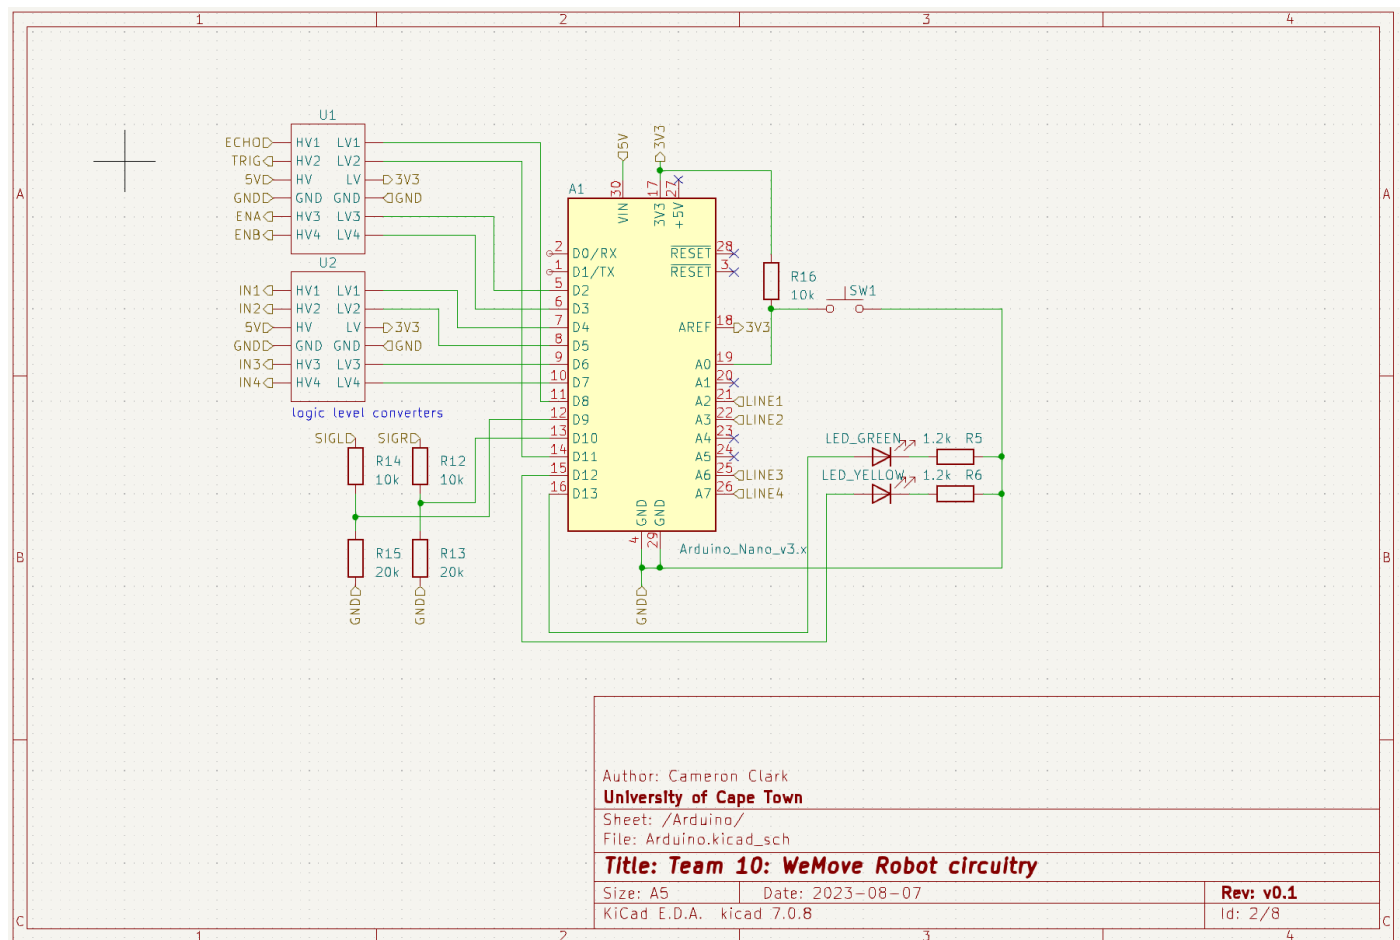 1 2 3 4
A A
B B
C C
1 2 3 4
U1
ECHO HV1 LV1
TRIG HV2 LV2
5V HV LV 3V3
GND GND GND GND
ENA HV3 LV3
ENB HV4 LV4
U2
IN1 HV1 LV1
IN2 HV2 LV2
5V HV LV 3V3
GND GND GND GND
IN3 HV3 LV3
IN4 HV4 LV4
logic level converters
SIGL SIGR
R14 R12
10k 10k
R15 R13
20k 20k
GND GND
5V 3V3
A1
30 17 27
VIN 3V3 +5V
2 D0/RX RESET 28
1 D1/TX RESET 3
5 D2
6 D3
7 D4 AREF 18 3V3
8 D5
9 D6 A0 19
10 D7 A1 20
11 D8 A2 21 LINE1
12 D9 A3 22 LINE2
13 D10 A4 23
14 D11 A5 24
15 D12 A6 25 LINE3
16 D13 A7 26 LINE4
GND GND
4 29
Arduino_Nano_v3.x
GND
R16
10k
SW1
LED_GREEN 1.2k R5
LED_YELLOW 1.2k R6
Author: Cameron Clark
University of Cape Town
Sheet: /Arduino/
File: Arduino.kicad_sch
Title: Team 10: WeMove Robot circuitry
Size: A5 Date: 2023-08-07 Rev: v0.1
KiCad E.D.A. kicad 7.0.8 Id: 2/8